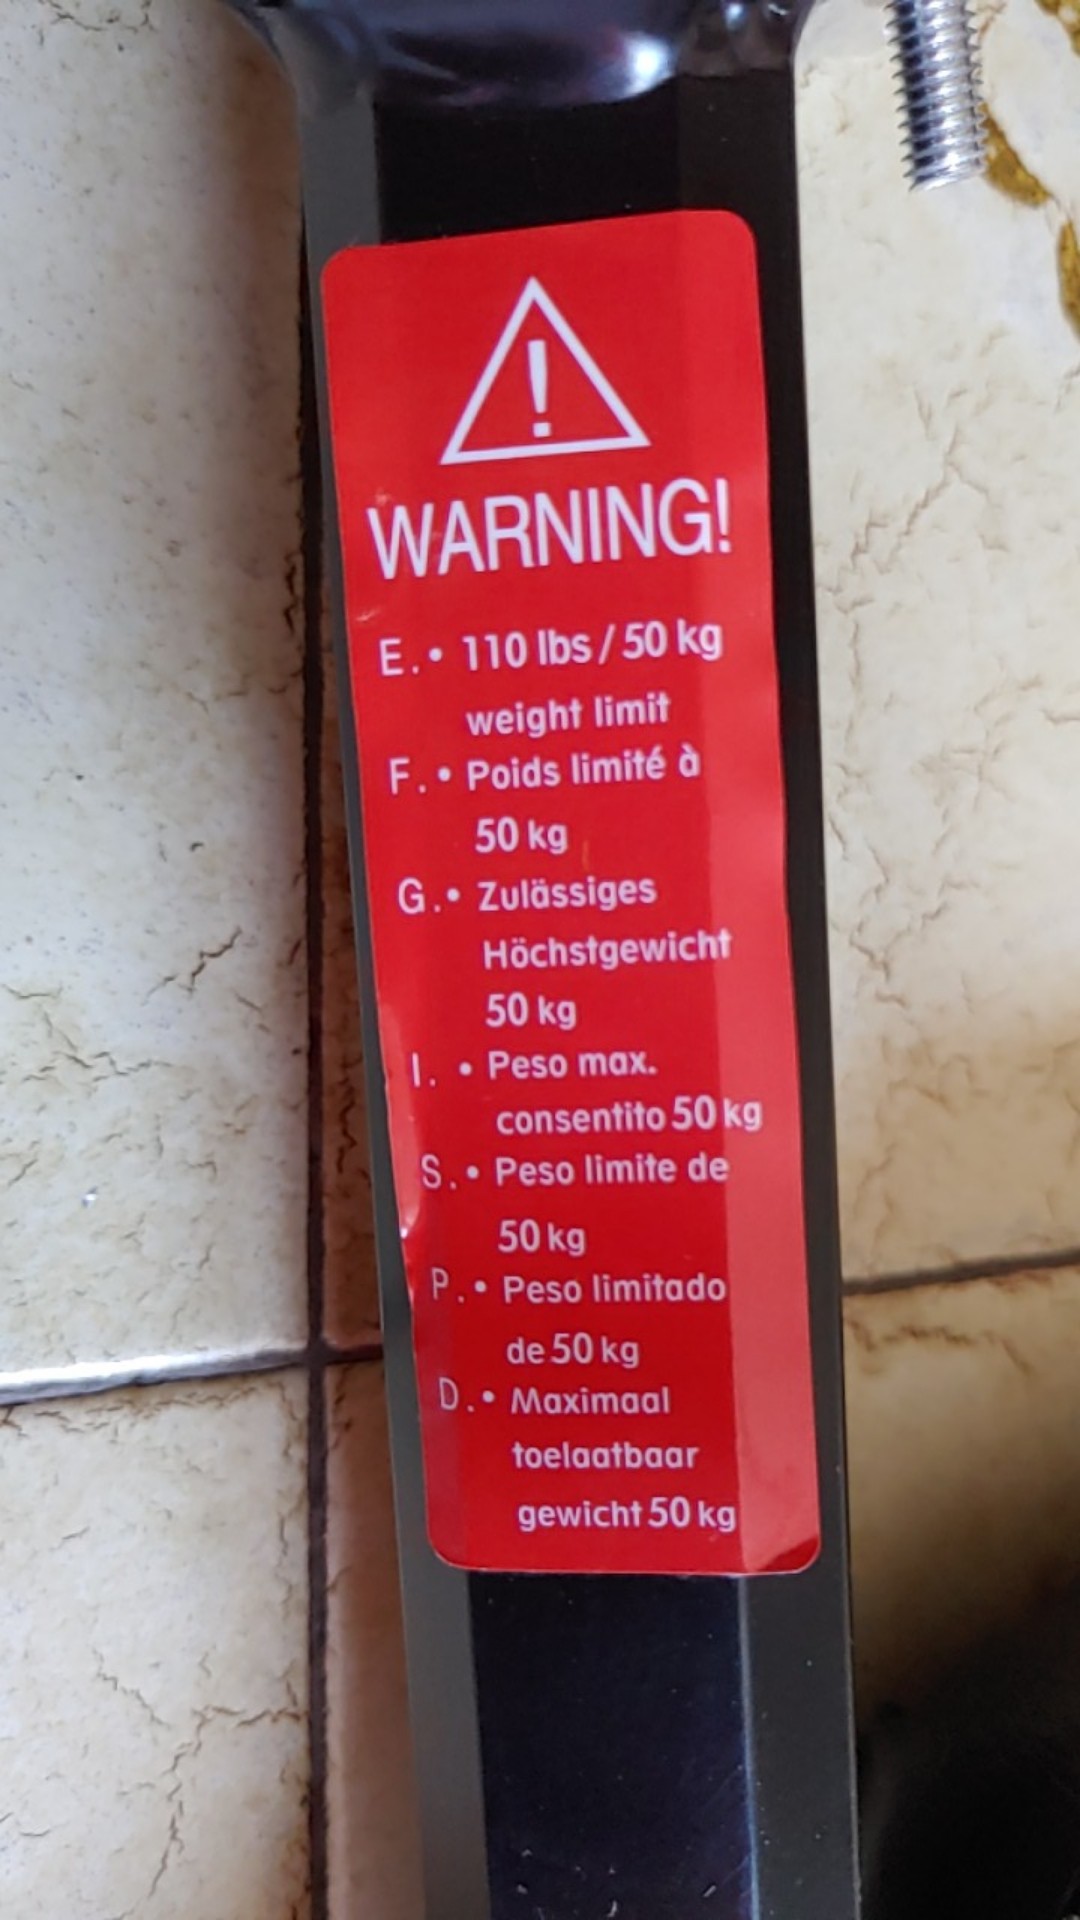 !
WARNING!
E.• 110 lbs / 50 kg
weight limit
F.• Poids limité à
50 kg
G.• Zulässiges
Höchstgewicht
50 kg
I. • Peso max.
consentito 50 kg
S.• Peso limite de
50 kg
P.• Peso limitado
de 50 kg
D.• Maximaal
toelaatbaar
gewicht 50 kg